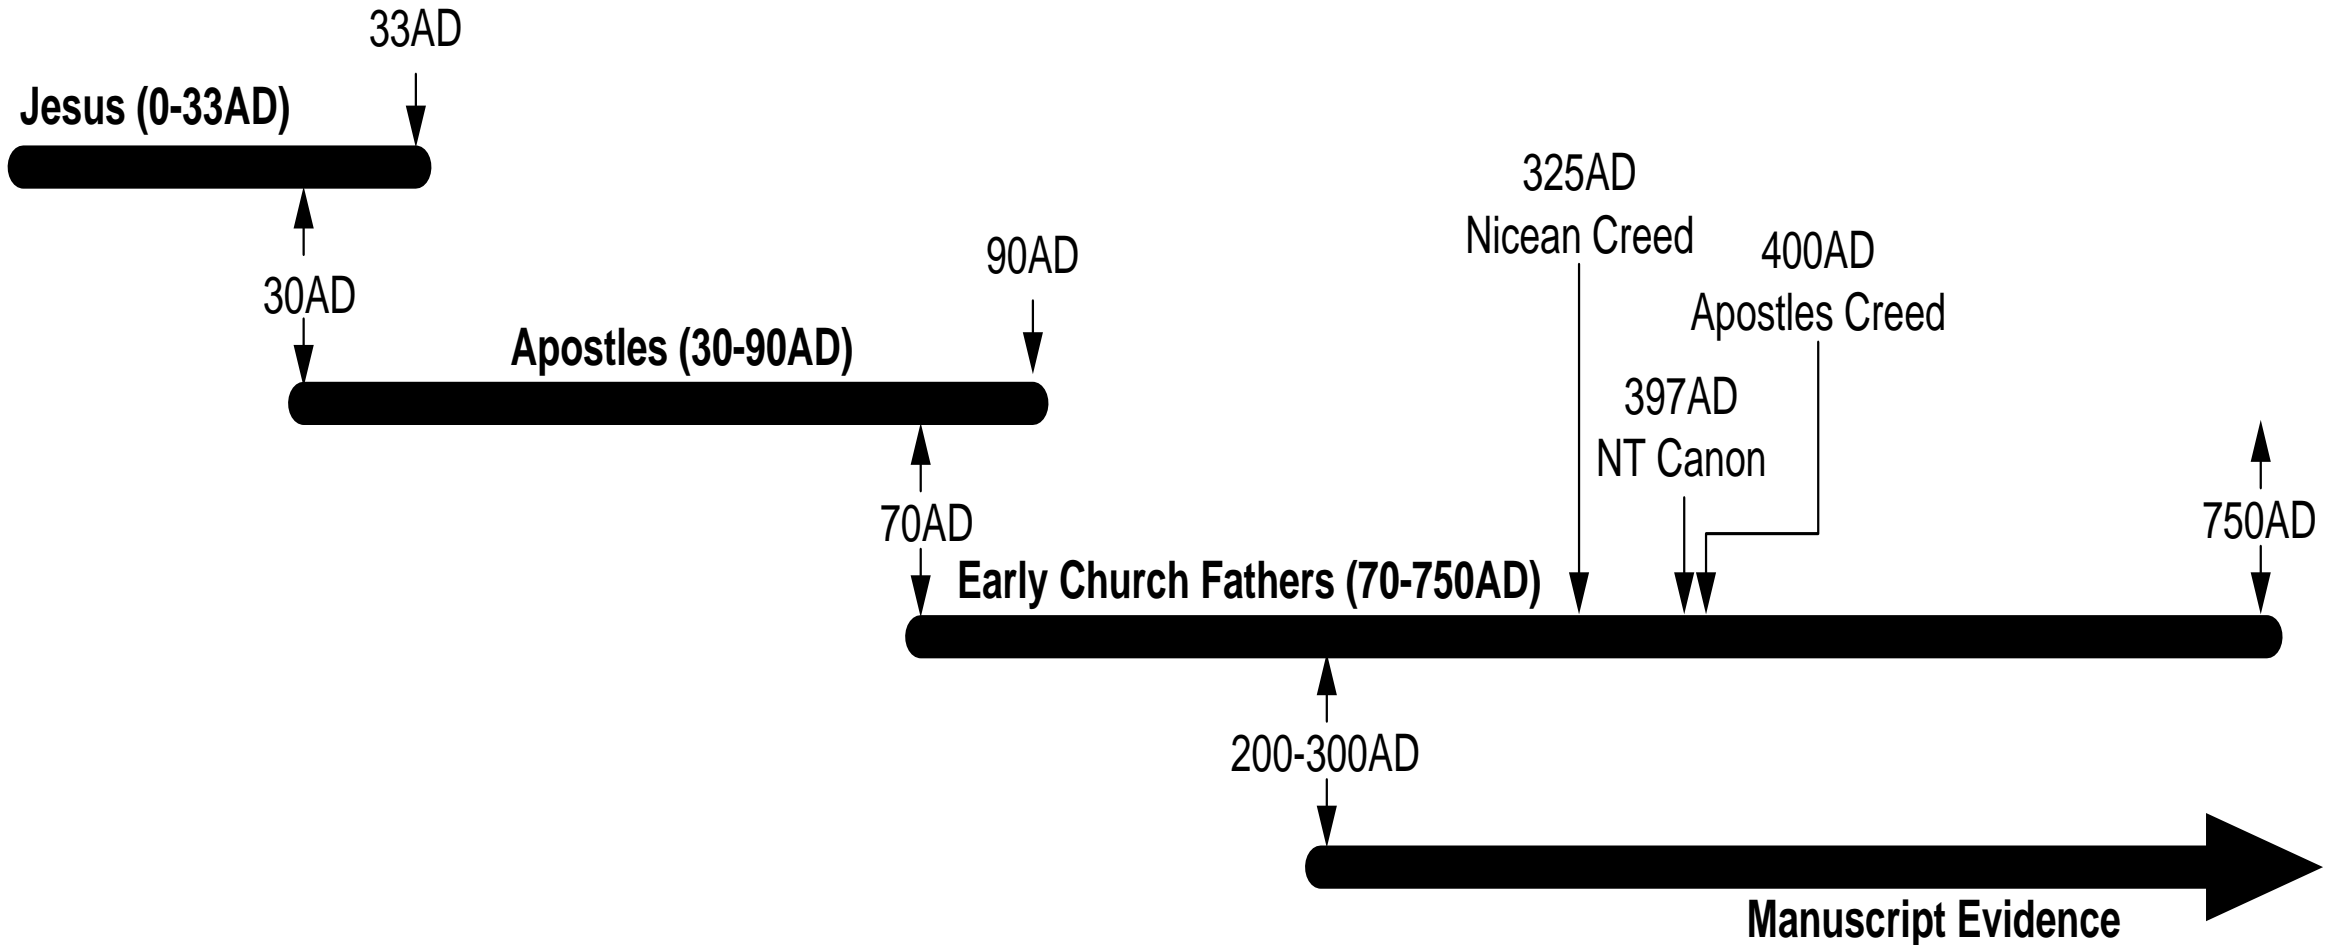 33AD
Jesus (0-33AD)
30AD
90AD
Apostles (30-90AD)
325AD
Nicean Creed
400AD
Apostles Creed
397AD
NT Canon
70AD
750AD
Early Church Fathers (70-750AD)
200-300AD
Manuscript Evidence